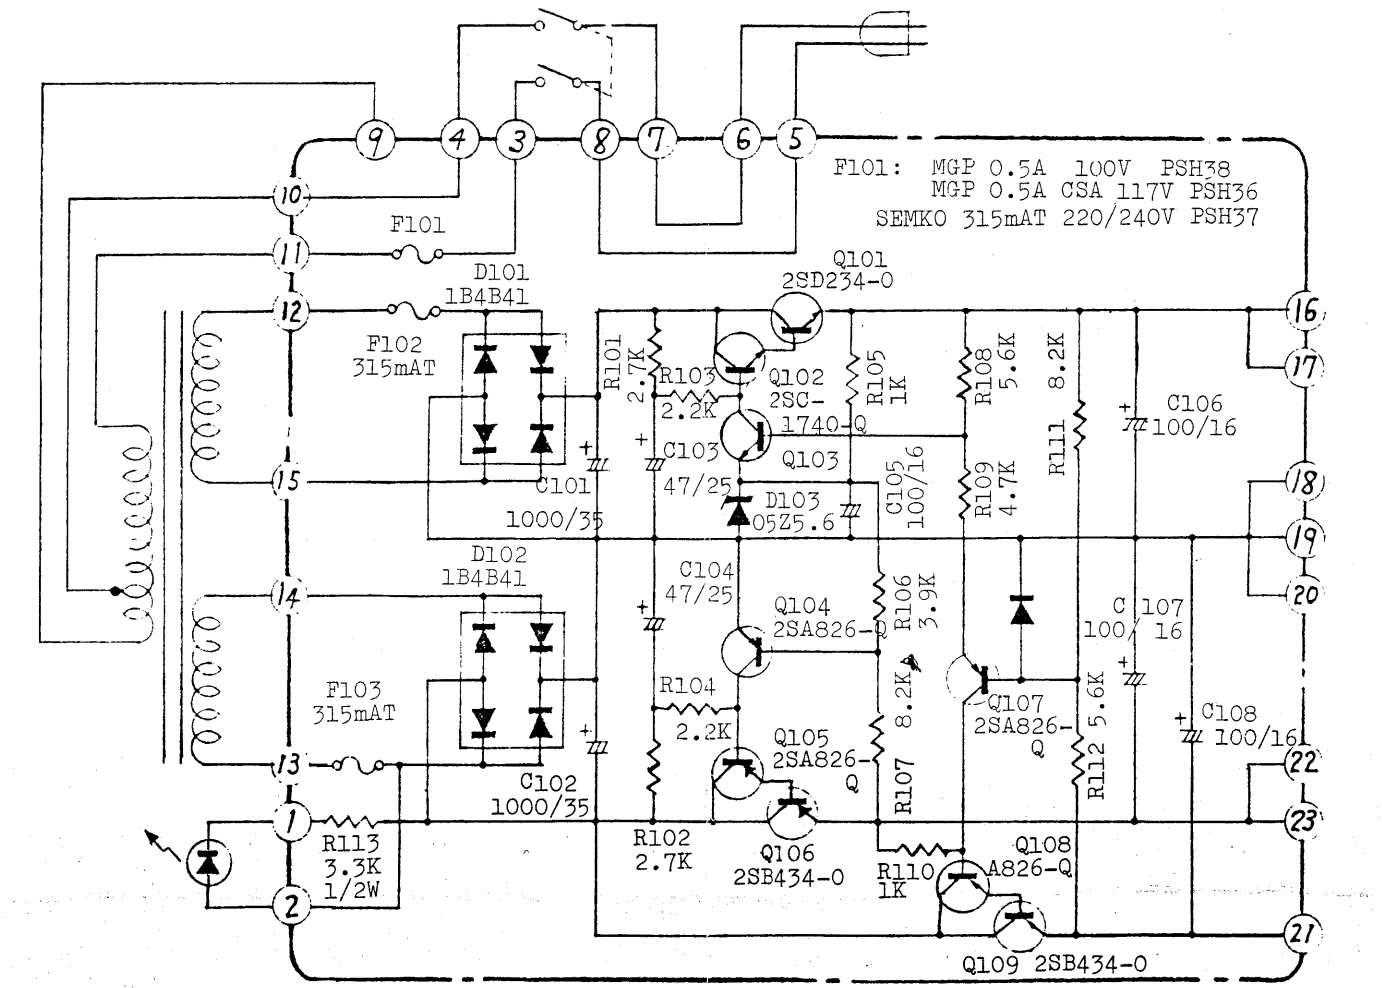 9
4
3
8
7
6
5
F101: MGP 0.5A 100V PSH38
MGP 0.5A CSA 117V PSH36
SEMKO 315mAT 220/240V PSH37
10
11
F101
12
D101
1B4B41
F102
315mAT
Q101
2SD234-O
16
17
R101
2.7K
R103
2.2K
Q102
2SC-
1740-Q
R105
1K
R108
5.6K
8.2K
R111
+
C106
100/16
15
+
C101
1000/35
+
C103
47/25
Q103
D103
05Z5.6
C105
100/16
R109
4.7K
18
19
20
14
D102
1B4B41
C104
47/25
+
Q104
2SA826-Q
R106
3.9K
C 107
100/ 16
+
F103
315mAT
R104
2.2K
8.2K
R107
Q107
2SA826-
Q
5.6K
R112
+
C108
100/16
13
+
C102
1000/35
Q105
2SA826-
Q
22
1
R113
3.3K
1/2W
R102
2.7K
Q106
2SB434-O
R110
1K
Q108
A826-Q
23
2
21
Q109 2SB434-O